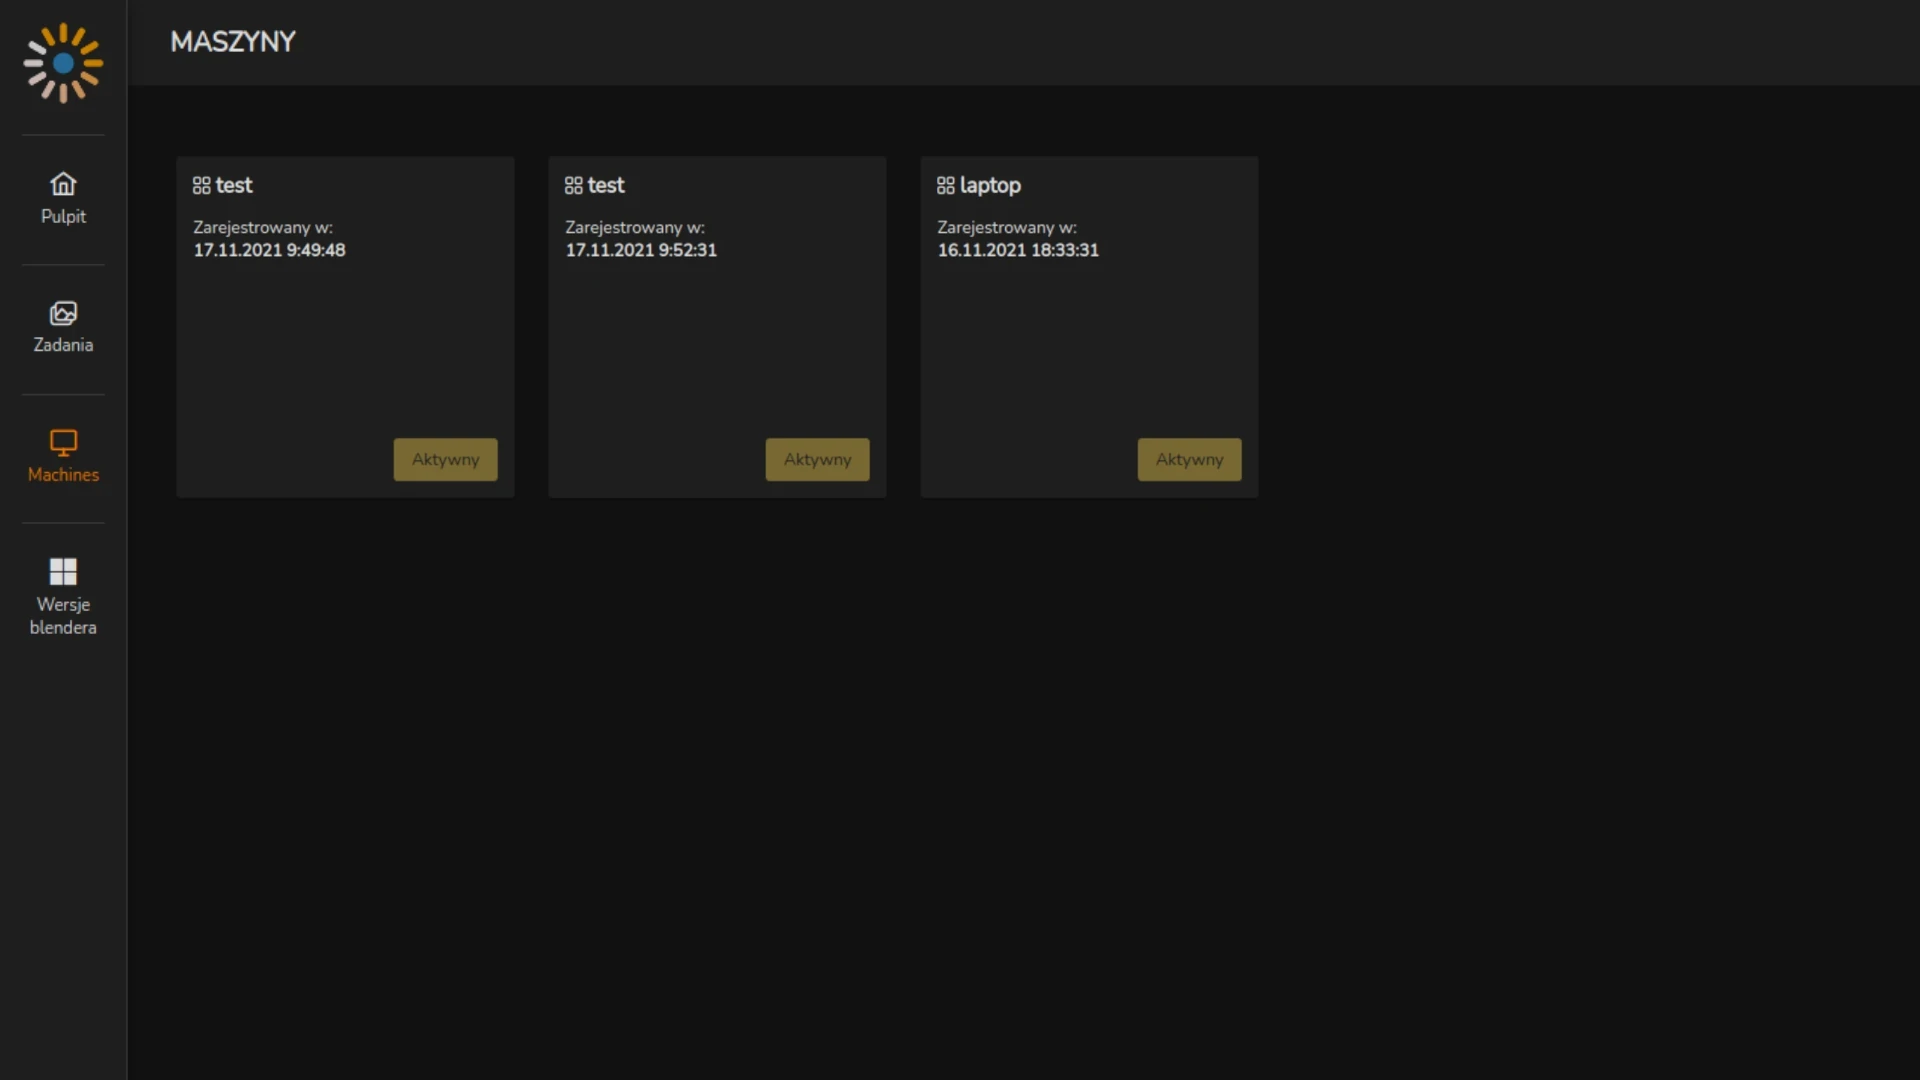 MASZYNY
Pulpit
Zadania
Machines
Wersje
blendera
test
Zarejestrowany w:
17.11.2021 9:49:48
Aktywny
test
Zarejestrowany w:
17.11.2021 9:52:31
Aktywny
laptop
Zarejestrowany w:
16.11.2021 18:33:31
Aktywny